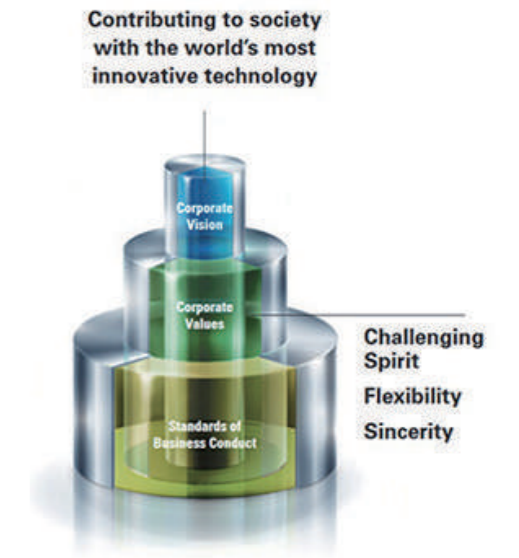 Contributing to society
with the world's most
innovative technology
Corporate
Vision
Corporate
Values
Challenging
Spirit
Flexibility
Sincerity
Standards of
Business Conduct